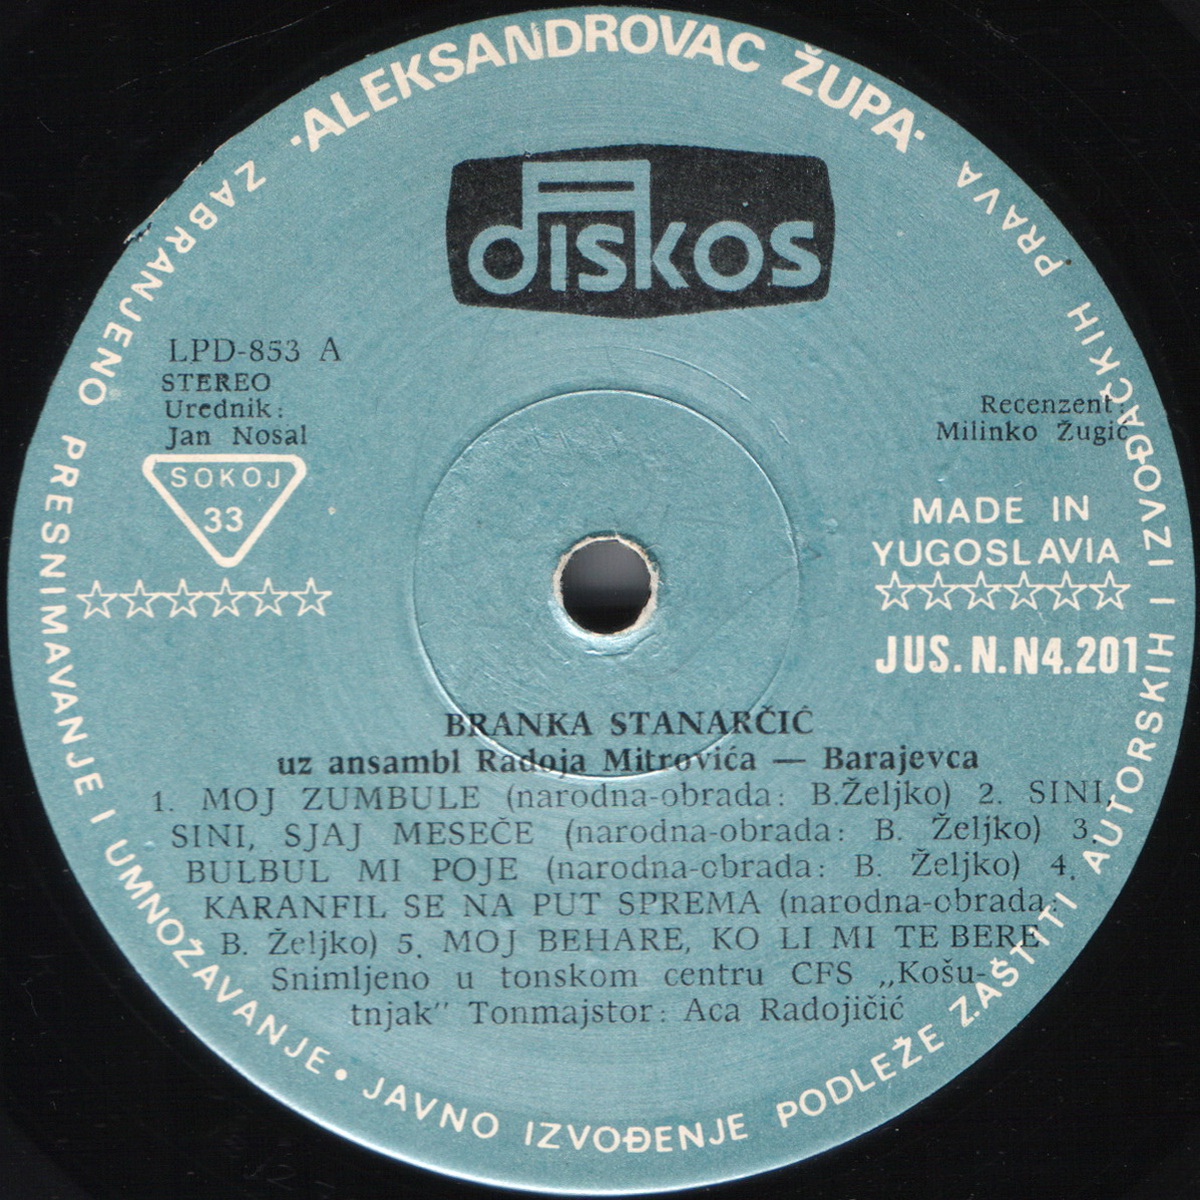 "ALEKSANDROVAC ŽUPA"
ZABRANJENO PRESNIMAVANJE I UMNOŽAVANJE • JAVNO IZVOĐENJE PODLEŽE ZAŠTITI AUTORSKIH I IZVOĐAČKIH PRAVA
diskos
LPD-853 A
STEREO
Urednik:
Jan Nosal
SOKOJ
33
Recenzent:
Milinko Žugić
MADE IN
YUGOSLAVIA
JUS. N. N4.201
BRANKA STANARČIĆ
uz ansambl Radoja Mitrovića — Barajevca
1. MOJ ZUMBULE (narodna-obrada: B.Željko) 2. SINI,
SINI, SJAJ MESEČE (narodna-obrada: B. Željko) 3.
BULBUL MI POJE (narodna-obrada: B. Željko) 4.
KARANFIL SE NA PUT SPREMA (narodna-obrada:
B. Željko) 5. MOJ BEHARE, KO LI MI TE BERE
Snimljeno u tonskom centru CFS „Košu-
tnjak" Tonmajstor: Aca Radojičić